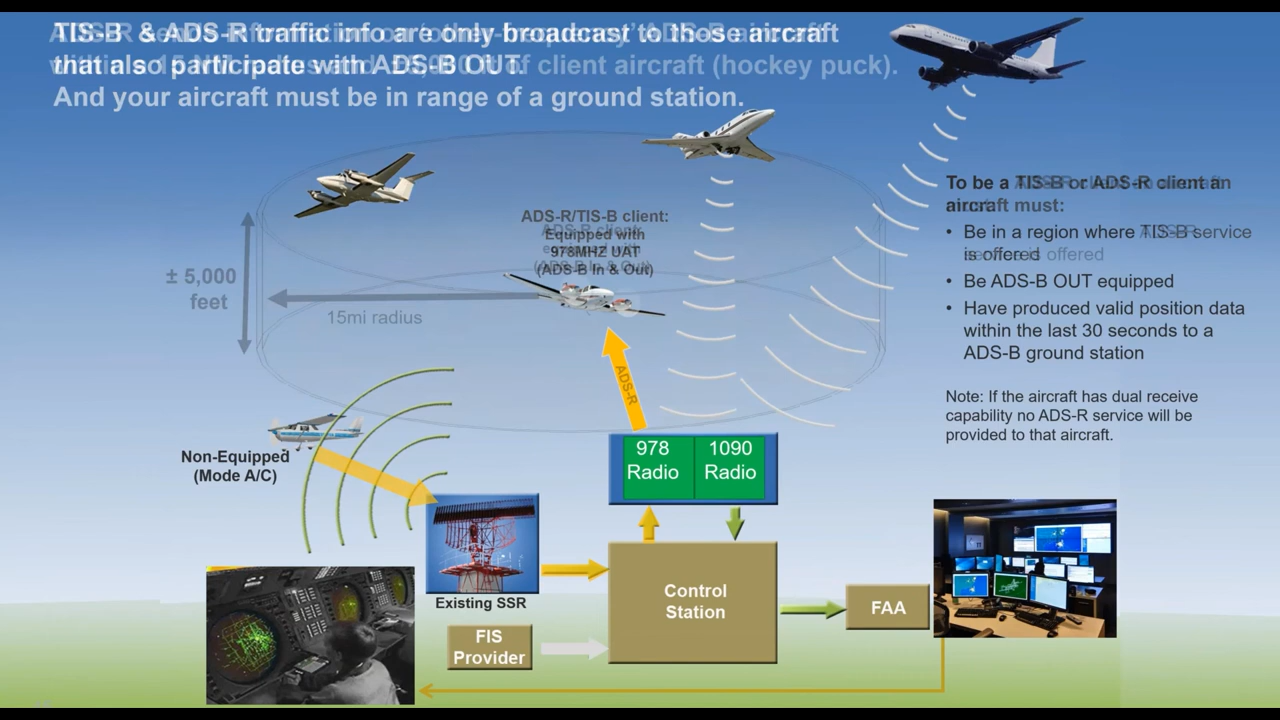 TIS-B & ADS-R traffic info are only broadcast to those aircraft
that also participate with ADS-B OUT.
of client aircraft (hockey puck).
And your aircraft must be in range of a ground station.
To be a TIS-B or ADS-R client an
aircraft must:
• Be in a region where TIS-B service
is offered
• Be ADS-B OUT equipped
• Have produced valid position data
within the last 30 seconds to a
ADS-B ground station
Note: If the aircraft has dual receive
capability no ADS-R service will be
provided to that aircraft.
ADS-R/TIS-B client:
Equipped with
978MHZ UAT
(ADS-B In & Out)
± 5,000
feet
15mi radius
ADS-R
Non-Equipped
(Mode A/C)
978
Radio
1090
Radio
Existing SSR
Control
Station
FAA
FIS
Provider